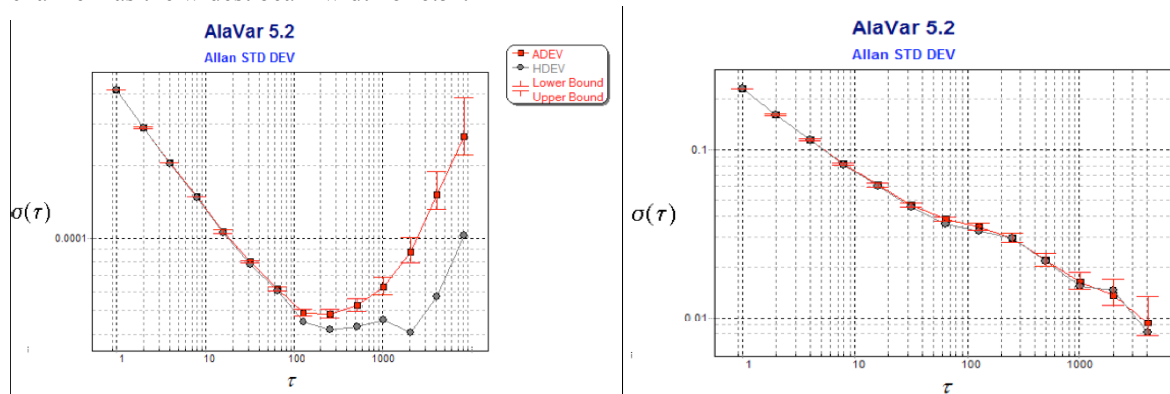 AlaVar 5.2
Allan STD DEV
ADEV
HDEV
Lower Bound
Upper Bound
σ(τ)
0.0001
1 10 100 1000
τ
AlaVar 5.2
Allan STD DEV
σ(τ)
0.1
0.01
1 10 100 1000
τ